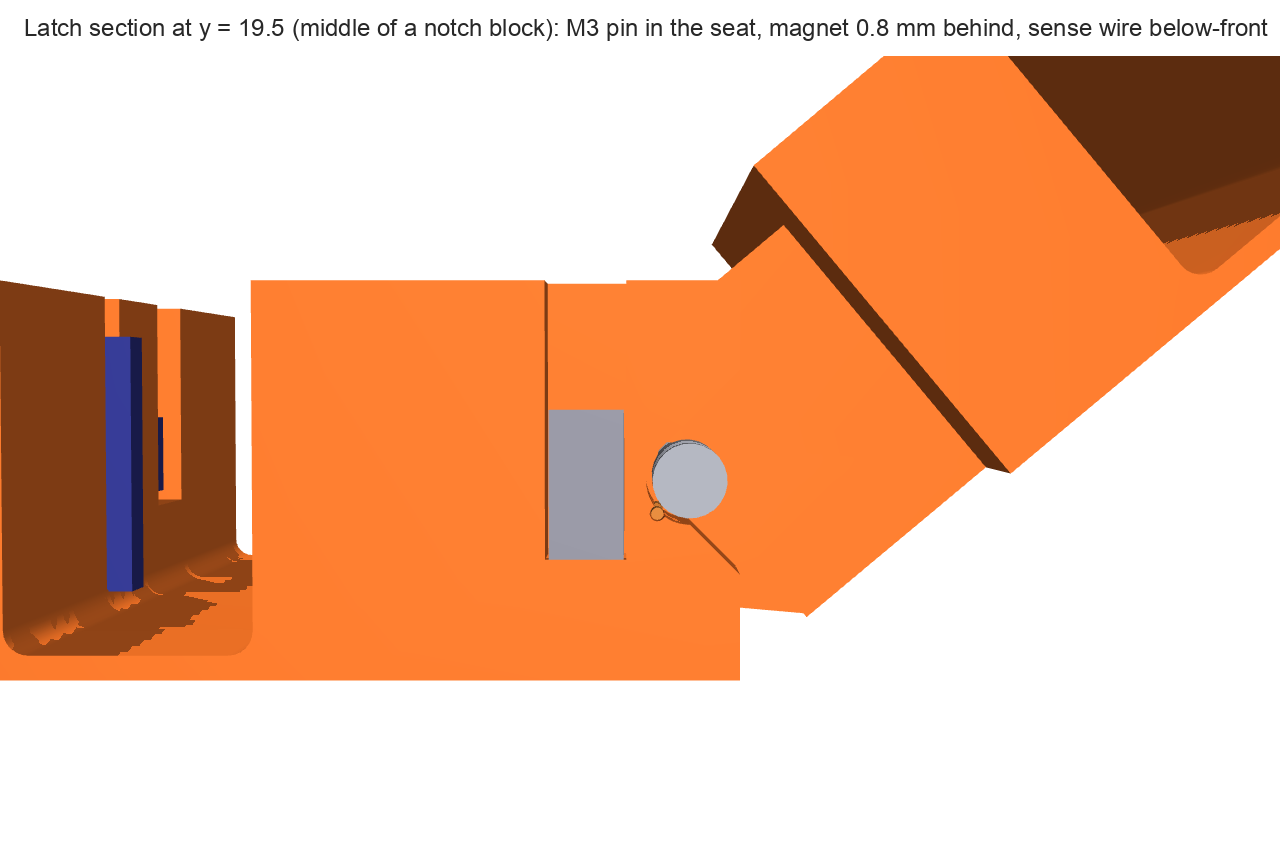 Latch section at y = 19.5 (middle of a notch block): M3 pin in the seat, magnet 0.8 mm behind, sense wire below-front